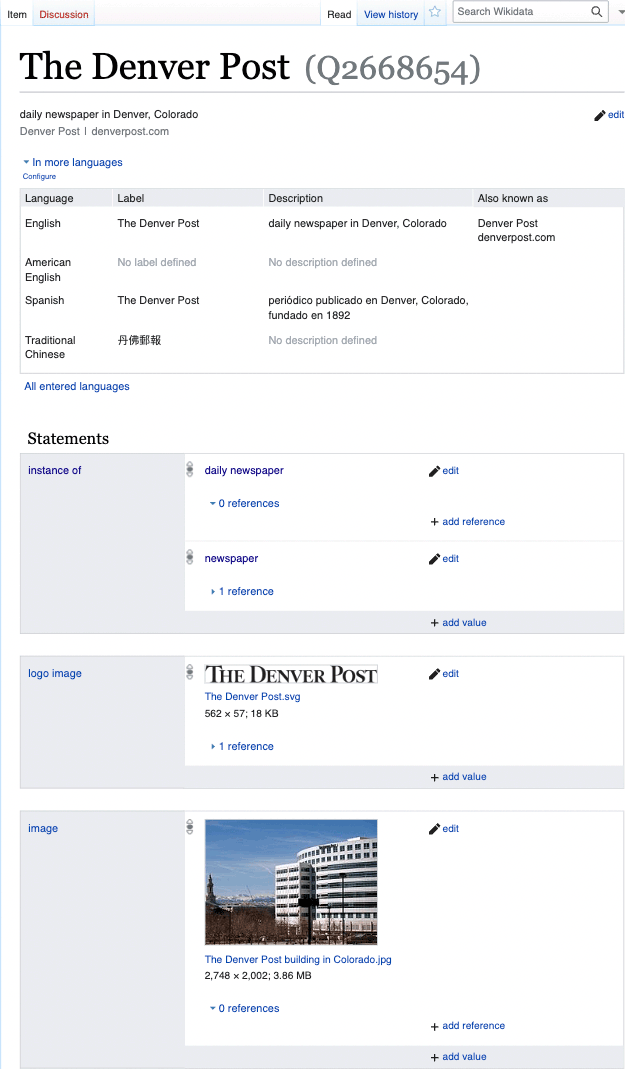 Item Discussion Read View history Search Wikidata
The Denver Post (Q2668654)
daily newspaper in Denver, Colorado edit
Denver Post | denverpost.com
In more languages
Configure
Language Label Description Also known as
English The Denver Post daily newspaper in Denver, Colorado Denver Post
denverpost.com
American No label defined No description defined
English
Spanish The Denver Post periódico publicado en Denver, Colorado,
fundado en 1892
Traditional 丹佛郵報 No description defined
Chinese
All entered languages
Statements
instance of daily newspaper edit
0 references
+ add reference
newspaper edit
1 reference
+ add value
logo image THE DENVER POST edit
The Denver Post.svg
562 × 57; 18 KB
1 reference
+ add value
image edit
The Denver Post building in Colorado.jpg
2,748 × 2,002; 3.86 MB
0 references
+ add reference
+ add value